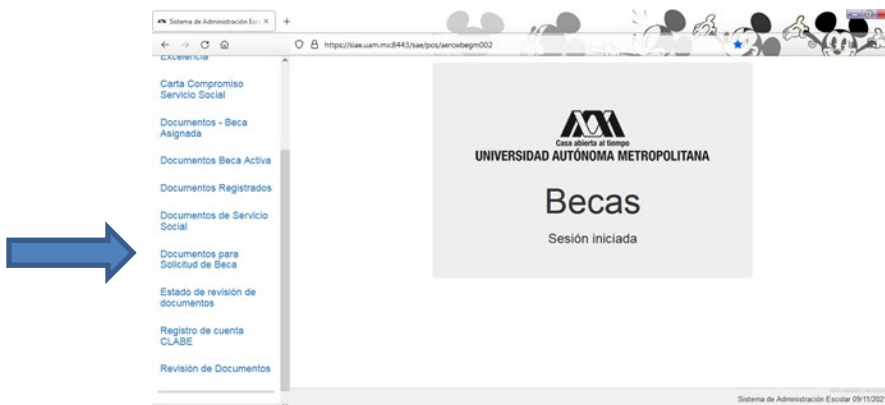 Sistema de Administración Esc
https://siae.uam.mx:8443/sae/pos/aercwbegm002
Excelencia
Carta Compromiso
Servicio Social
Documentos - Beca
Asignada
Documentos Beca Activa
Documentos Registrados
Documentos de Servicio
Social
Documentos para
Solicitud de Beca
Estado de revisión de
documentos
Registro de cuenta
CLABE
Revisión de Documentos
Casa abierta al tiempo
UNIVERSIDAD AUTÓNOMA METROPOLITANA
Becas
Sesión iniciada
Sistema de Administración Escolar 09/11/202